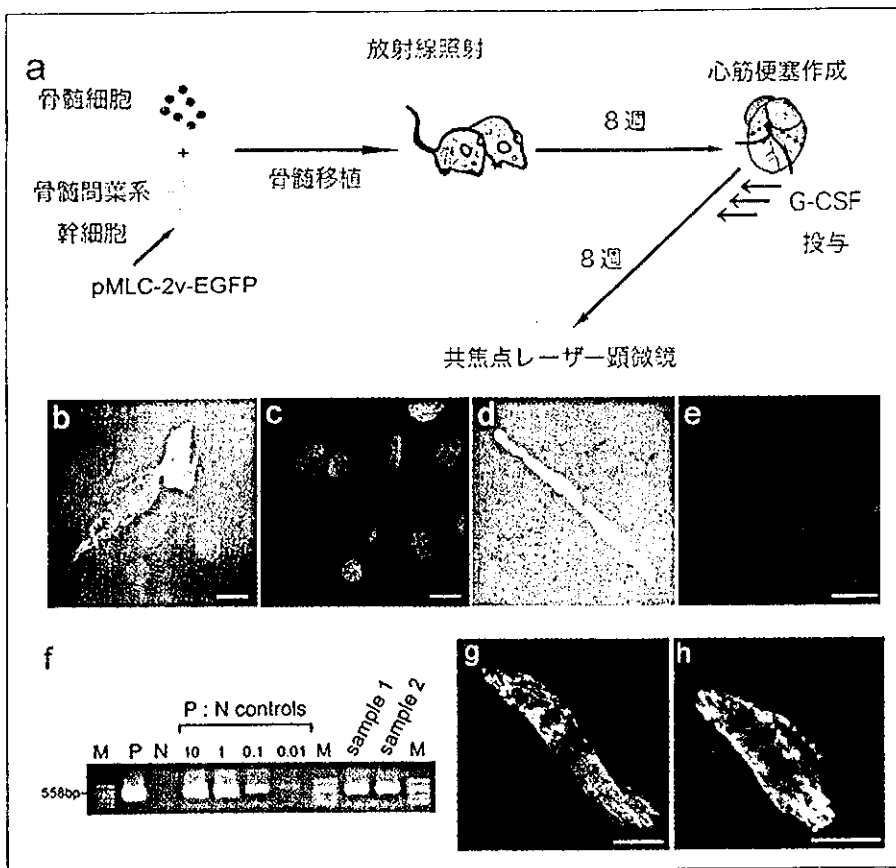 a
放射線照射
心筋梗塞作成
骨髄細胞
+
8週
骨髄移植
骨髄間葉系
幹細胞
G-CSF
投与
8週
pMLC-2v-EGFP
共焦点レーザー顕微鏡
b
c
d
e
f
g
h
P : N controls
M P N 10 1 0.1 0.01 M sample 1 sample 2 M
558bp